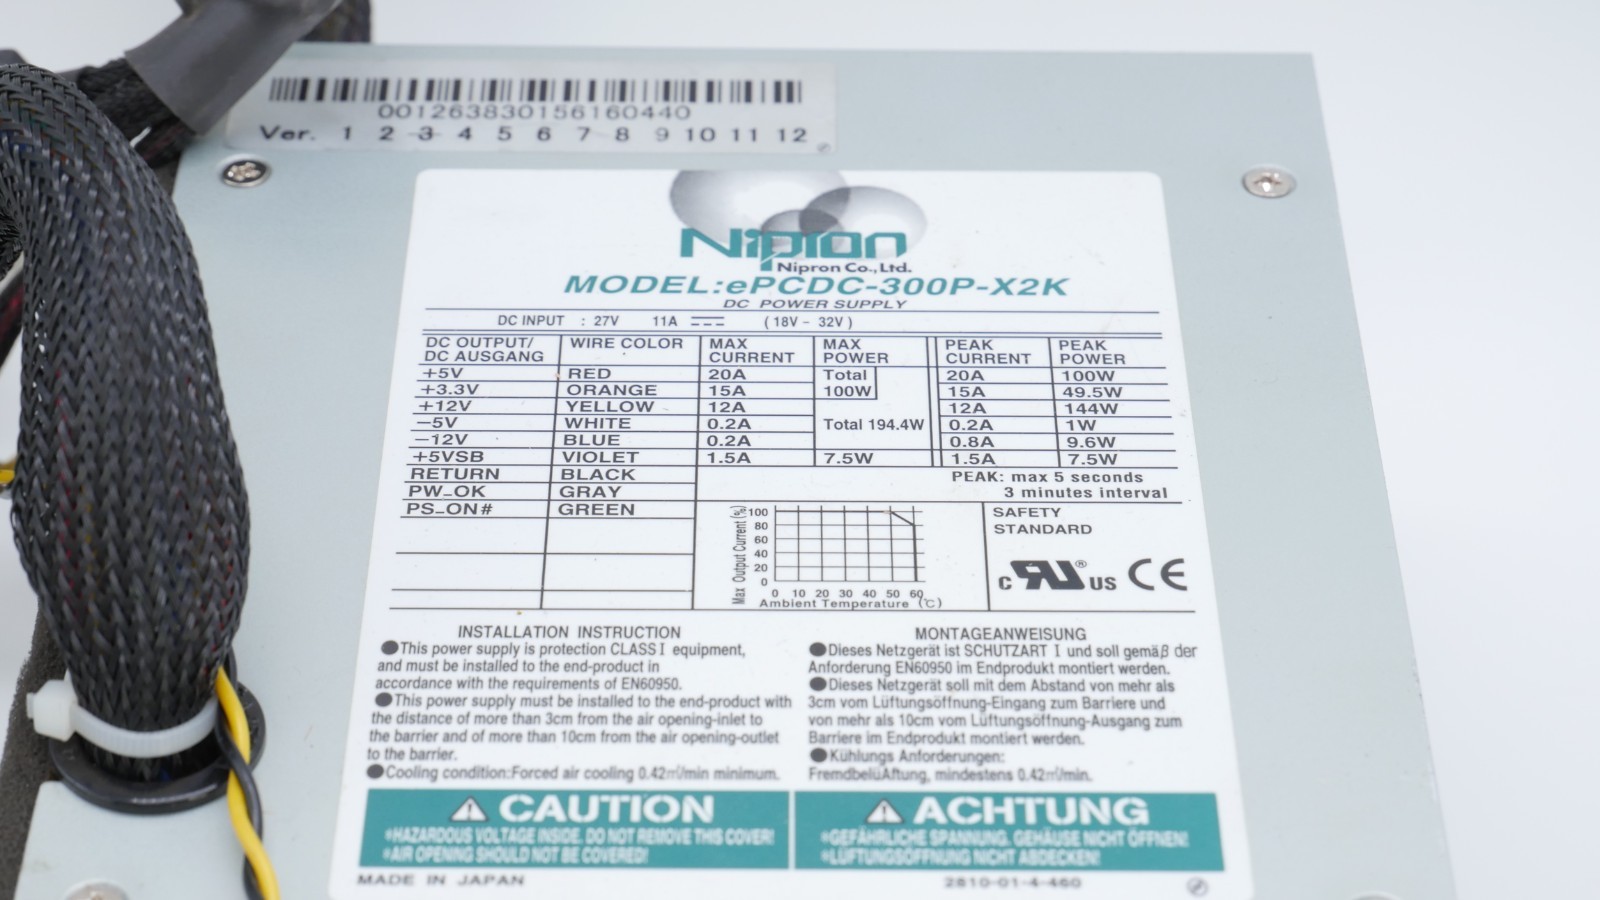 001263830156160440
Ver. 1 2 3 4 5 6 7 8 9 10 11 12
Nipron
Nipron Co.,Ltd.
MODEL:ePCDC-300P-X2K
DC POWER SUPPLY
DC INPUT : 27V 11A (18V - 32V)
DC OUTPUT/ DC AUSGANG WIRE COLOR MAX CURRENT MAX POWER PEAK CURRENT PEAK POWER
+5V RED 20A Total 20A 100W
+3.3V ORANGE 15A 100W 15A 49.5W
+12V YELLOW 12A 12A 144W
−5V WHITE 0.2A Total 194.4W 0.2A 1W
−12V BLUE 0.2A 0.8A 9.6W
+5VSB VIOLET 1.5A 7.5W 1.5A 7.5W
RETURN BLACK PEAK: max 5 seconds
PW_OK GRAY 3 minutes interval
PS_ON# GREEN
Max Output Current (%)
100
80
60
40
20
0
0 10 20 30 40 50 60
Ambient Temperature (℃)
SAFETY
STANDARD
c RU ® US CE
INSTALLATION INSTRUCTION
●This power supply is protection CLASS I equipment,
and must be installed to the end-product in
accordance with the requirements of EN60950.
●This power supply must be installed to the end-product with
the distance of more than 3cm from the air opening-inlet to
the barrier and of more than 10cm from the air opening-outlet
to the barrier.
●Cooling condition:Forced air cooling 0.42㎥/min minimum.
MONTAGEANWEISUNG
●Dieses Netzgerät ist SCHUTZART I und soll gemäβ der
Anforderung EN60950 im Endprodukt montiert werden.
●Dieses Netzgerät soll mit dem Abstand von mehr als
3cm vom Lüftungsöffnung-Eingang zum Barriere und
von mehr als 10cm vom Lüftungsöffnung-Ausgang zum
Barriere im Endprodukt montiert werden.
●Kühlungs Anforderungen:
FremdbelüAftung, mindestens 0.42㎥/min.
⚠ CAUTION
*HAZARDOUS VOLTAGE INSIDE. DO NOT REMOVE THIS COVER!
*AIR OPENING SHOULD NOT BE COVERED!
⚠ ACHTUNG
*GEFÄHRLICHE SPANNUNG. GEHÄUSE NICHT ÖFFNEN!
*LÜFTUNGSÖFFNUNG NICHT ABDECKEN!
MADE IN JAPAN
2810-01-4-460